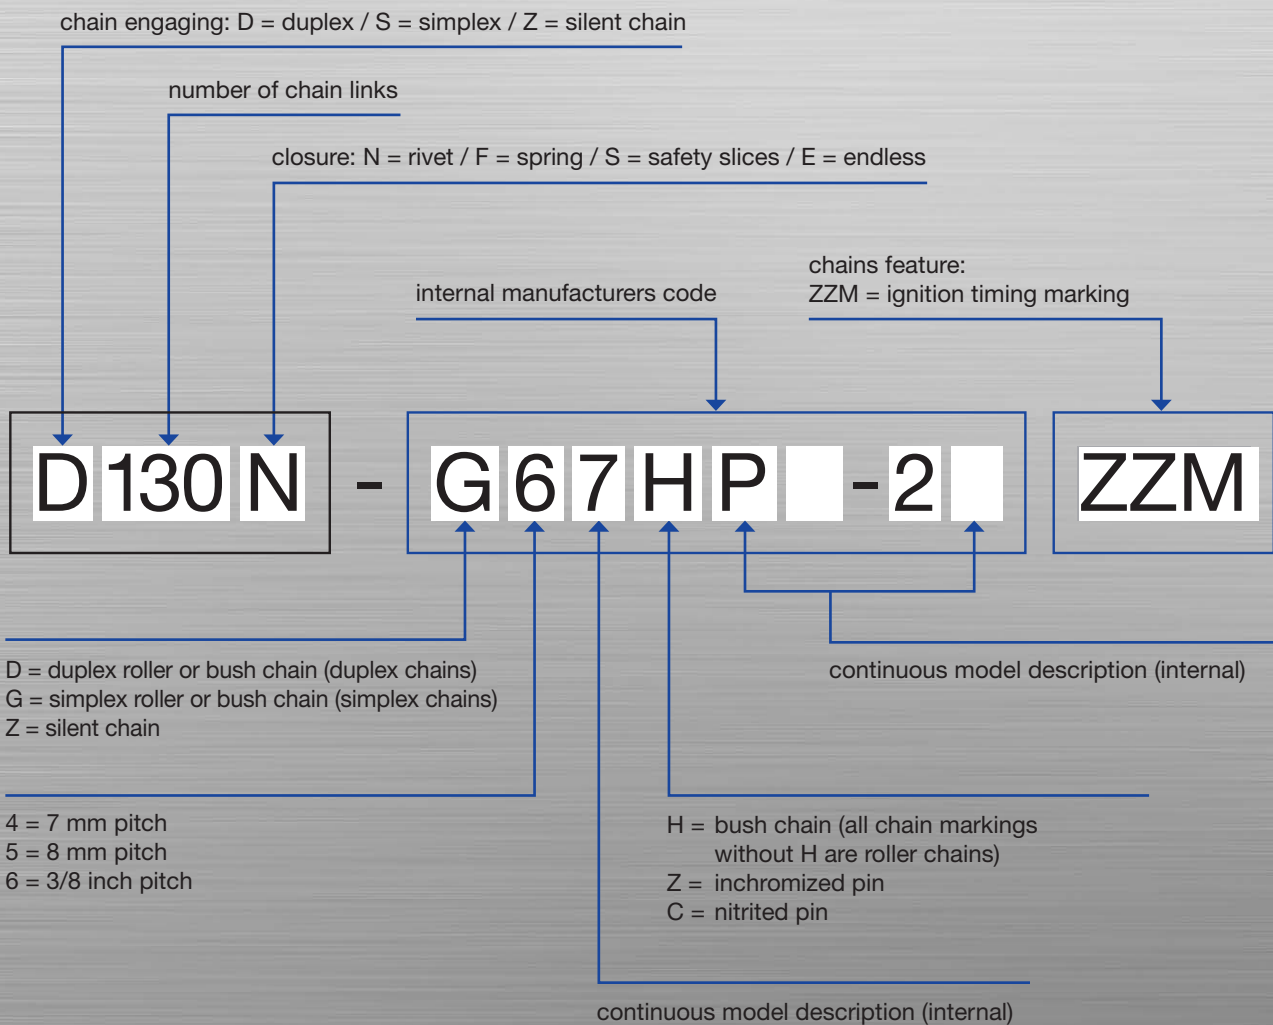 chain engaging: D = duplex / S = simplex / Z = silent chain
number of chain links
closure: N = rivet / F = spring / S = safety slices / E = endless
internal manufacturers code
chains feature:
ZZM = ignition timing marking
D 130 N - G 6 7 H P - 2 ZZM
D = duplex roller or bush chain (duplex chains)
G = simplex roller or bush chain (simplex chains)
Z = silent chain
continuous model description (internal)
4 = 7 mm pitch
5 = 8 mm pitch
6 = 3/8 inch pitch
H = bush chain (all chain markings
without H are roller chains)
Z = inchromized pin
C = nitrited pin
continuous model description (internal)